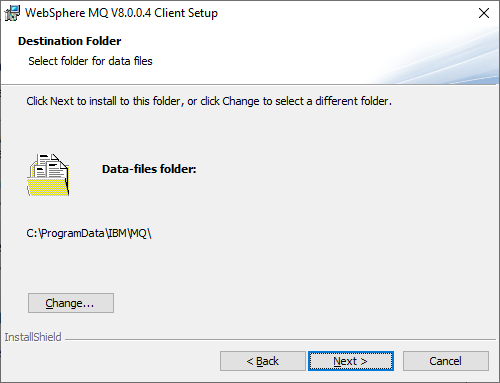 WebSphere MQ V8.0.0.4 Client Setup
Destination Folder
Select folder for data files
Click Next to install to this folder, or click Change to select a different folder.
Data-files folder:
C:\ProgramData\IBM\MQ\
Change...
InstallShield
< Back
Next >
Cancel